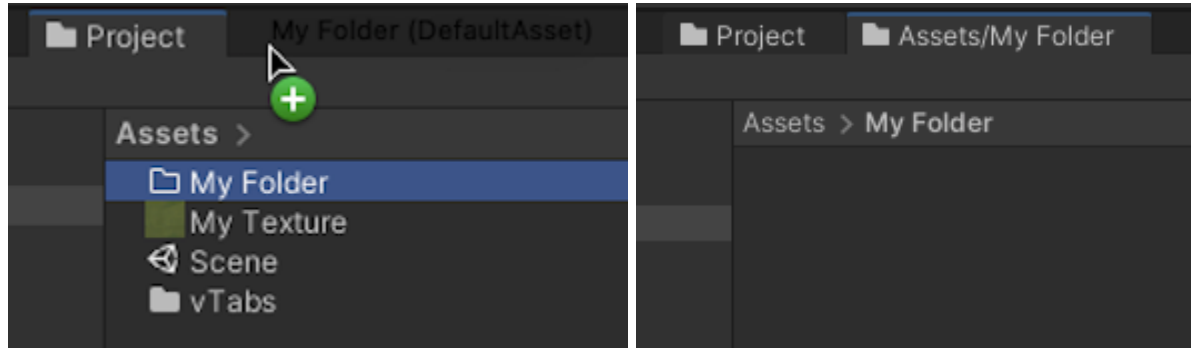 Project
My Folder (DefaultAsset)
Assets >
My Folder
My Texture
Scene
vTabs
Project
Assets/My Folder
Assets > My Folder